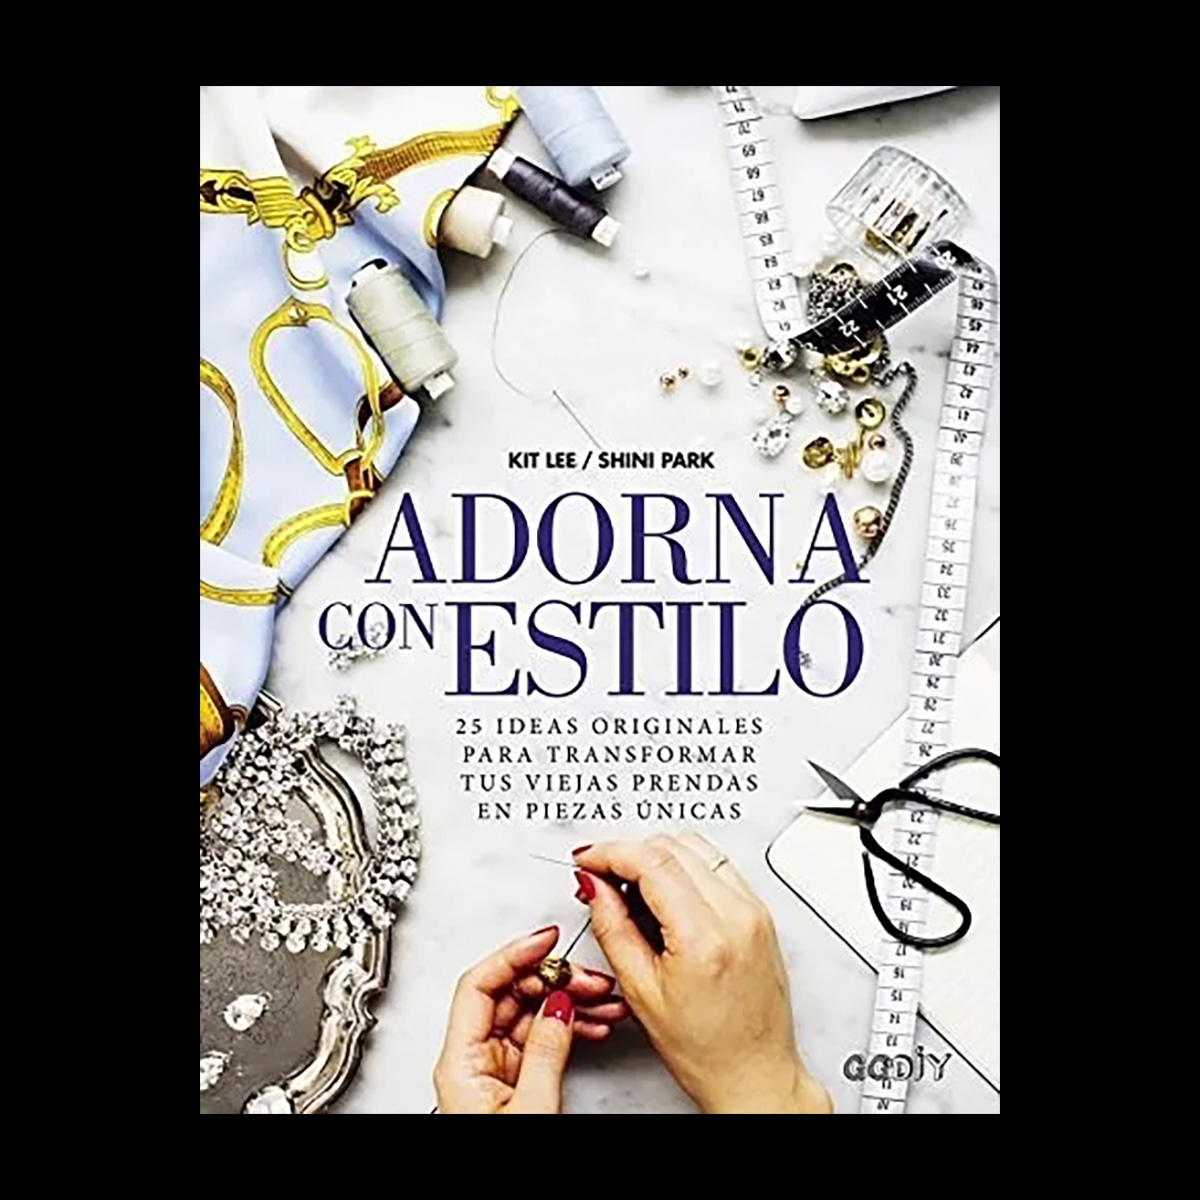 KIT LEE / SHINI PARK
ADORNA
CON ESTILO
25 IDEAS ORIGINALES
PARA TRANSFORMAR
TUS VIEJAS PRENDAS
EN PIEZAS ÚNICAS
GGDIY